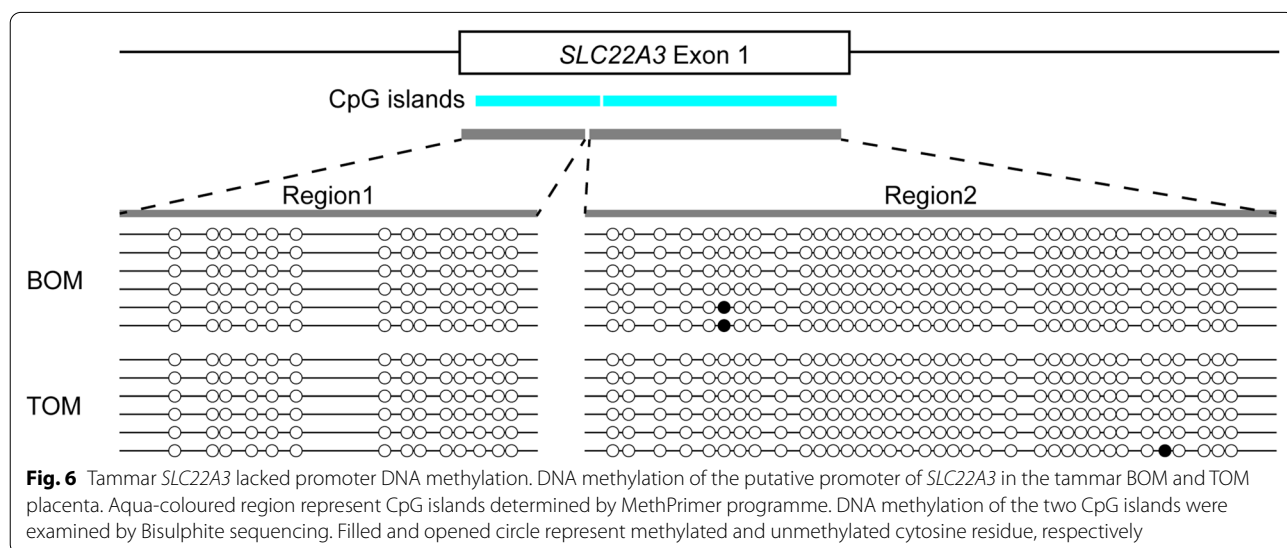 SLC22A3 Exon 1
CpG islands
Region1
Region2
BOM
TOM
Fig. 6 Tammar SLC22A3 lacked promoter DNA methylation. DNA methylation of the putative promoter of SLC22A3 in the tammar BOM and TOM
placenta. Aqua-coloured region represent CpG islands determined by MethPrimer programme. DNA methylation of the two CpG islands were
examined by Bisulphite sequencing. Filled and opened circle represent methylated and unmethylated cytosine residue, respectively